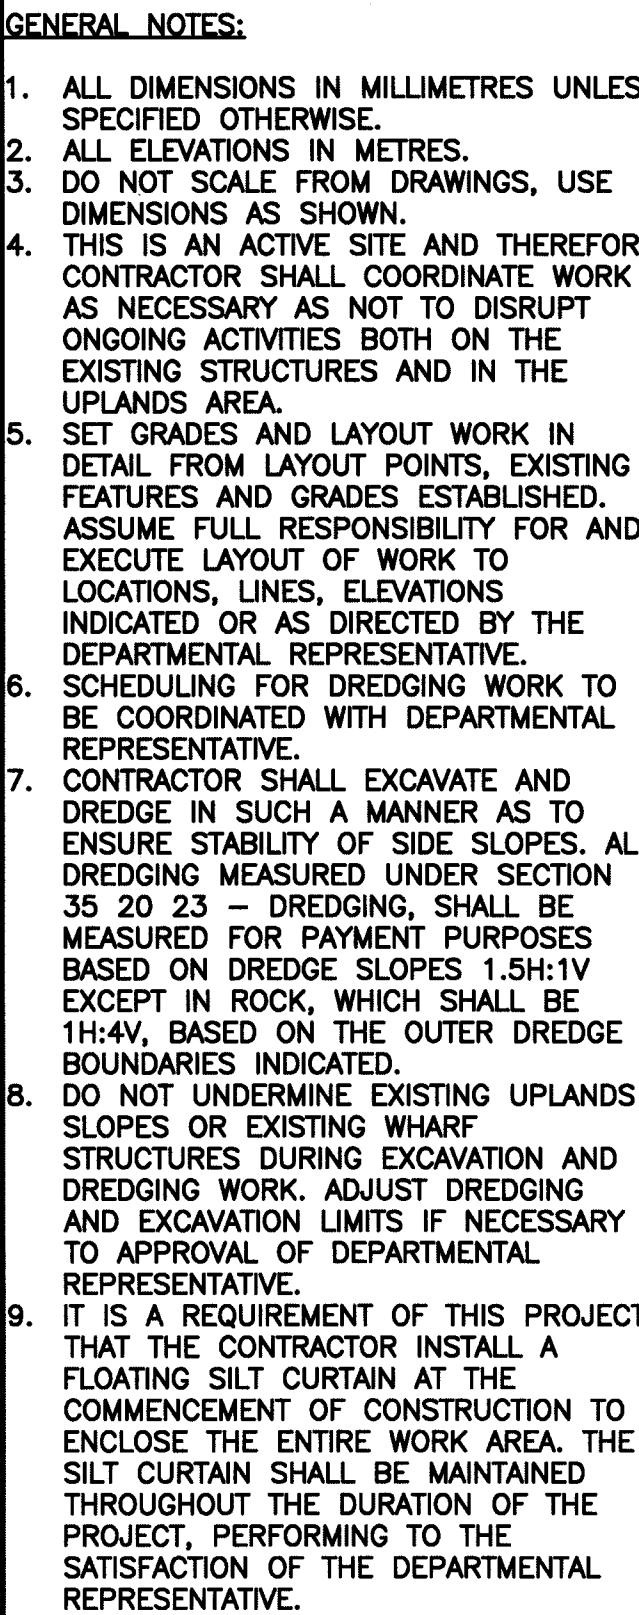 GENERAL NOTES:
1. ALL DIMENSIONS IN MILLIMETRES UNLES
SPECIFIED OTHERWISE.
2. ALL ELEVATIONS IN METRES.
3. DO NOT SCALE FROM DRAWINGS, USE
DIMENSIONS AS SHOWN.
4. THIS IS AN ACTIVE SITE AND THEREFOR
CONTRACTOR SHALL COORDINATE WORK
AS NECESSARY AS NOT TO DISRUPT
ONGOING ACTIVITIES BOTH ON THE
EXISTING STRUCTURES AND IN THE
UPLANDS AREA.
5. SET GRADES AND LAYOUT WORK IN
DETAIL FROM LAYOUT POINTS, EXISTING
FEATURES AND GRADES ESTABLISHED.
ASSUME FULL RESPONSIBILITY FOR AND
EXECUTE LAYOUT OF WORK TO
LOCATIONS, LINES, ELEVATIONS
INDICATED OR AS DIRECTED BY THE
DEPARTMENTAL REPRESENTATIVE.
6. SCHEDULING FOR DREDGING WORK TO
BE COORDINATED WITH DEPARTMENTAL
REPRESENTATIVE.
7. CONTRACTOR SHALL EXCAVATE AND
DREDGE IN SUCH A MANNER AS TO
ENSURE STABILITY OF SIDE SLOPES. AL
DREDGING MEASURED UNDER SECTION
35 20 23 – DREDGING, SHALL BE
MEASURED FOR PAYMENT PURPOSES
BASED ON DREDGE SLOPES 1.5H:1V
EXCEPT IN ROCK, WHICH SHALL BE
1H:4V, BASED ON THE OUTER DREDGE
BOUNDARIES INDICATED.
8. DO NOT UNDERMINE EXISTING UPLANDS
SLOPES OR EXISTING WHARF
STRUCTURES DURING EXCAVATION AND
DREDGING WORK. ADJUST DREDGING
AND EXCAVATION LIMITS IF NECESSARY
TO APPROVAL OF DEPARTMENTAL
REPRESENTATIVE.
9. IT IS A REQUIREMENT OF THIS PROJECT
THAT THE CONTRACTOR INSTALL A
FLOATING SILT CURTAIN AT THE
COMMENCEMENT OF CONSTRUCTION TO
ENCLOSE THE ENTIRE WORK AREA. THE
SILT CURTAIN SHALL BE MAINTAINED
THROUGHOUT THE DURATION OF THE
PROJECT, PERFORMING TO THE
SATISFACTION OF THE DEPARTMENTAL
REPRESENTATIVE.